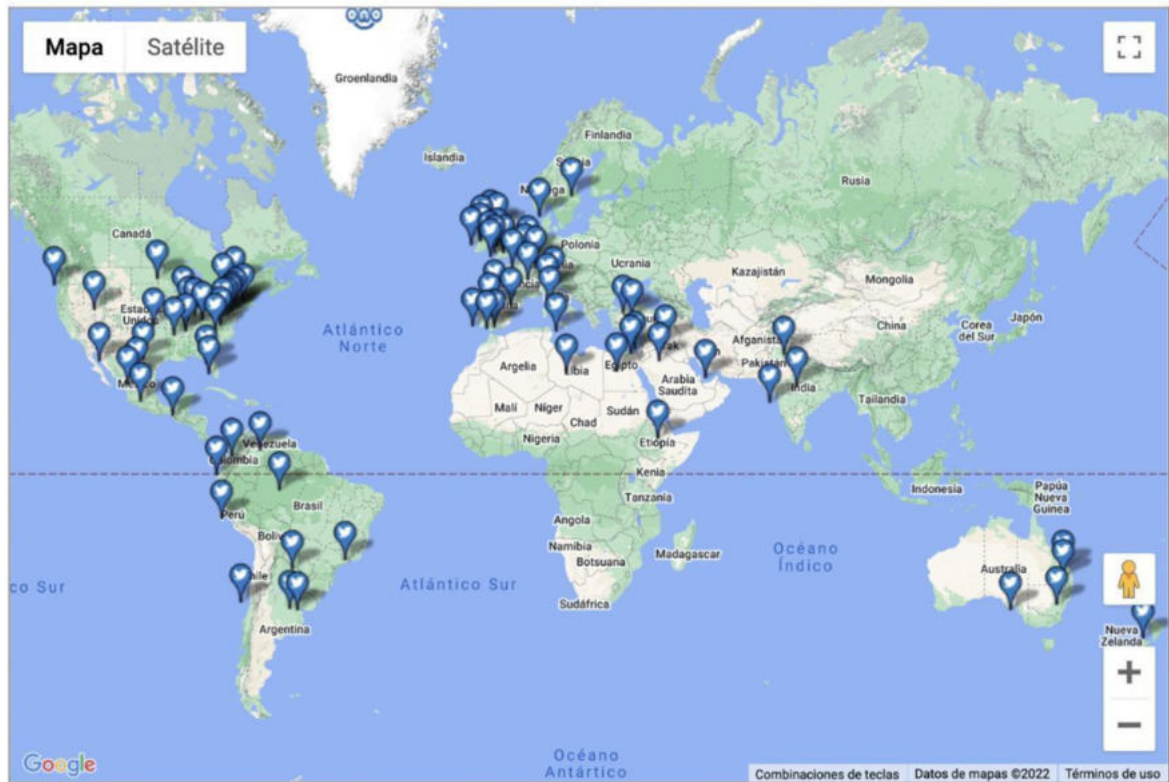 Mapa
Satélite
Groenlandia
Islandia
Finlandia
Rusia
Canadá
Polonia
Ucrania
Kazajistán
Mongolia
Atlántico
Norte
Afganistá
China
Corea
del Sur
Japón
Argelia
Libia
Egipto
Arabia
Saudita
Pakistán
India
Malí
Níger
Chad
Sudán
Tailandia
Nigeria
Etiopía
Venezuela
Colombia
Kenia
Indonesia
Papúa
Nueva
Guinea
Tanzania
Brasil
Perú
Angola
Namibia
Botsuana
Madagascar
Océano
Índico
Australia
co Sur
Atlántico Sur
Sudáfrica
Argentina
Nueva
Zelanda
Océano
Antártico
Google
Combinaciones de teclas
Datos de mapas ©2022
Términos de uso